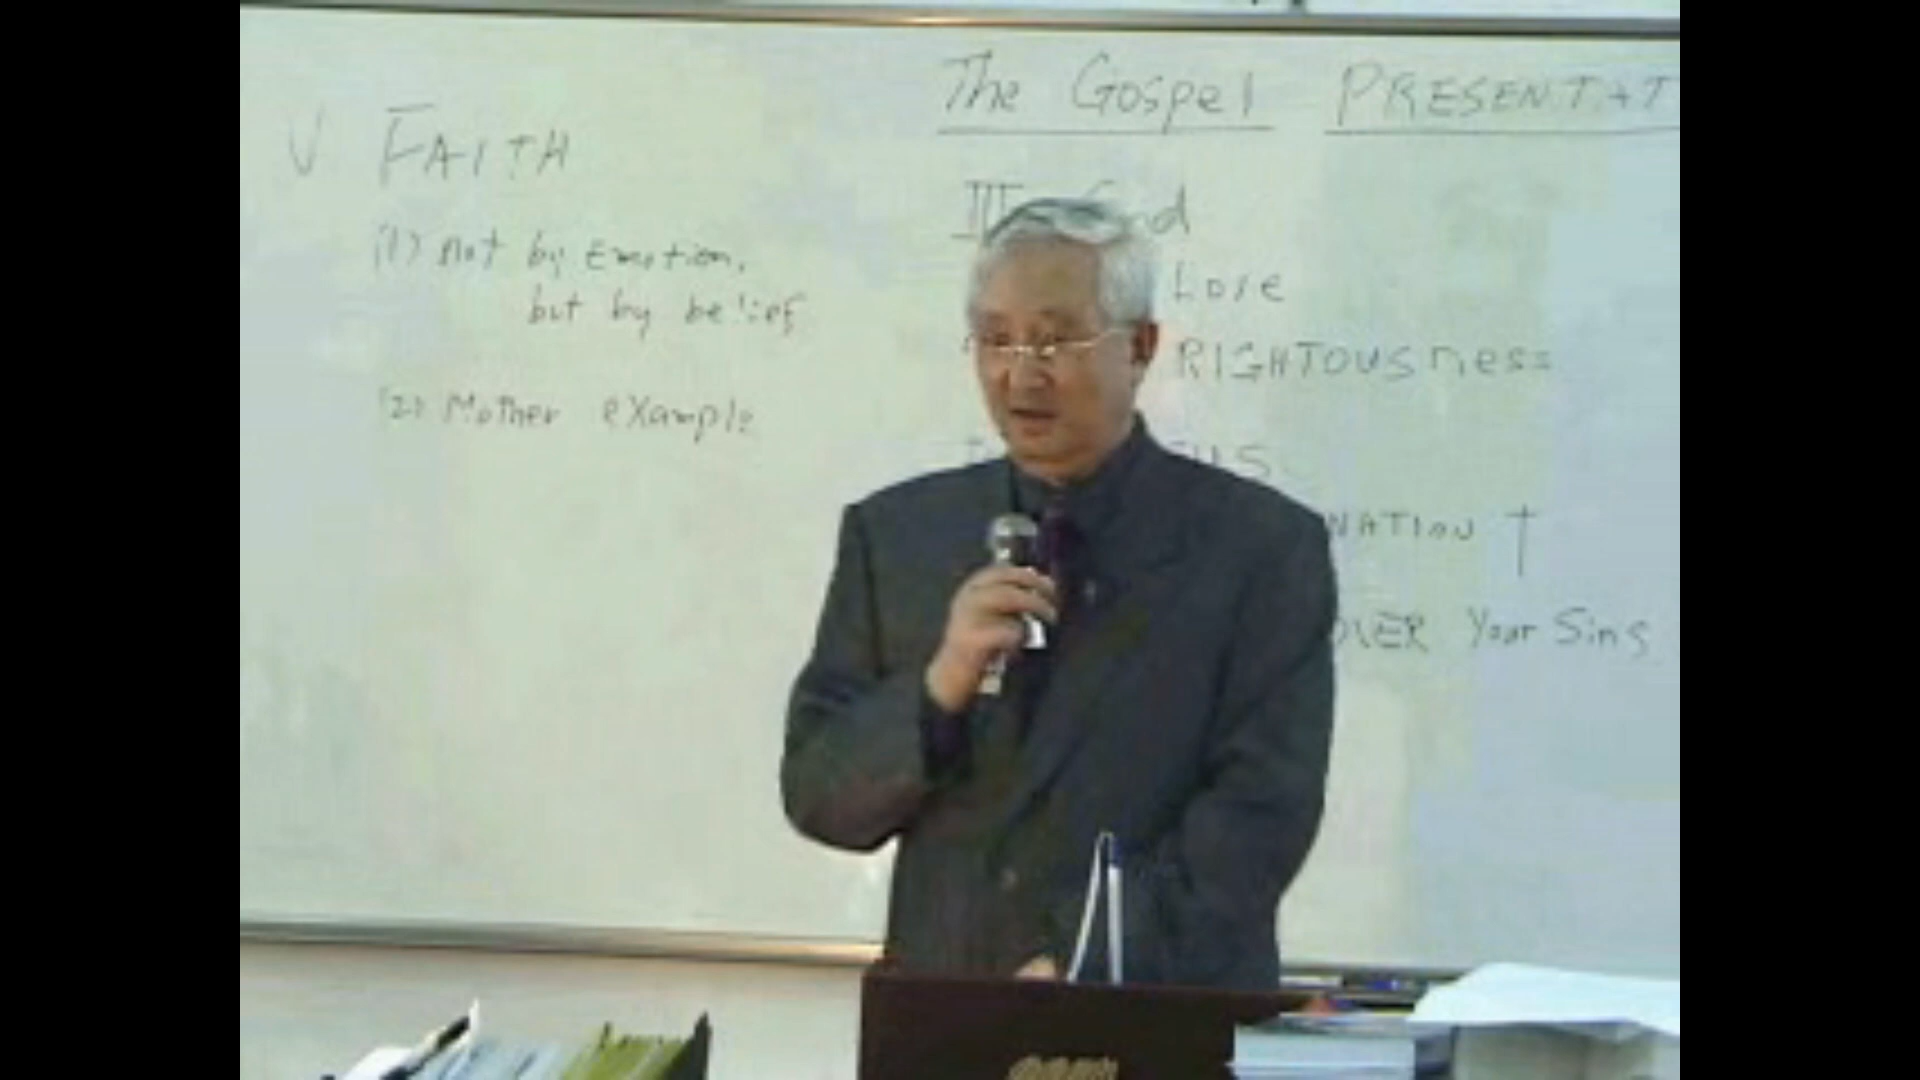 V FAITH
(1) not by Emotion,
but by belief
(2) Mother example
The Gospel PRESENTAT
III
Love
RIGHTOUSness
US
NATION †
OVER Your Sins